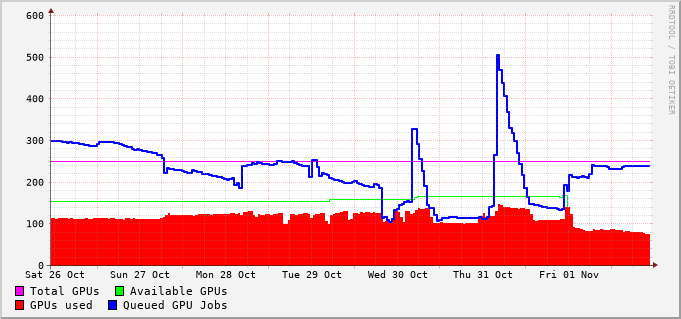 600
500
400
300
200
100
0
Sat 26 Oct Sun 27 Oct Mon 28 Oct Tue 29 Oct Wed 30 Oct Thu 31 Oct Fri 01 Nov
Total GPUs Available GPUs
GPUs used Queued GPU Jobs
RRDTOOL / TOBI OETIKER